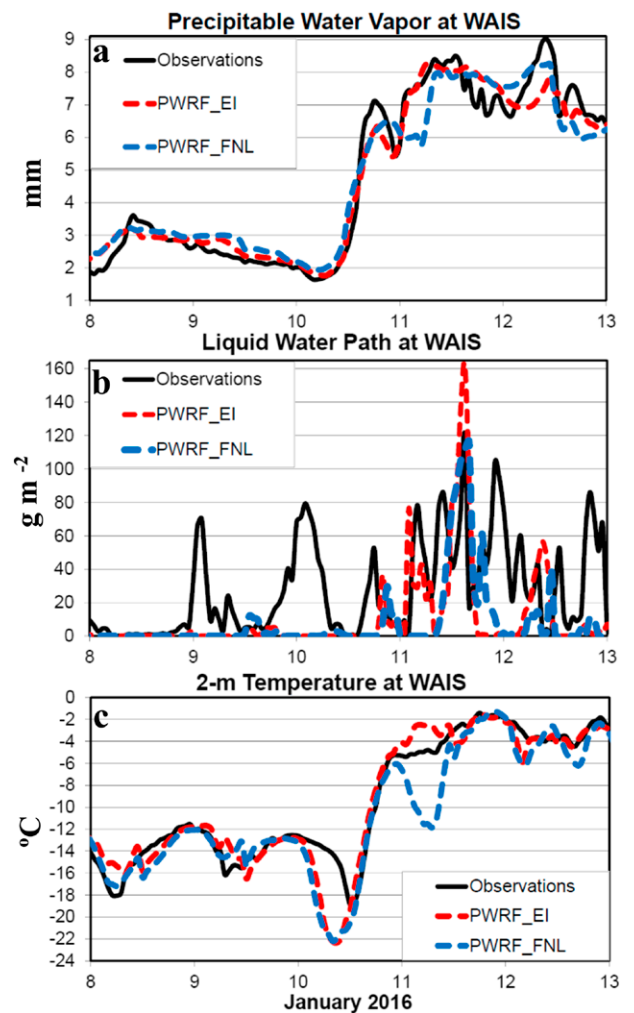 Precipitable Water Vapor at WAIS
a
Observations
PWRF_EI
PWRF_FNL
mm
9
8
7
6
5
4
3
2
1
8 9 10 11 12 13
Liquid Water Path at WAIS
b
Observations
PWRF_EI
PWRF_FNL
g m -2
160
140
120
100
80
60
40
20
0
8 9 10 11 12 13
2-m Temperature at WAIS
c
Observations
PWRF_EI
PWRF_FNL
oC
0
-2
-4
-6
-8
-10
-12
-14
-16
-18
-20
-22
-24
8 9 10 11 12 13
January 2016